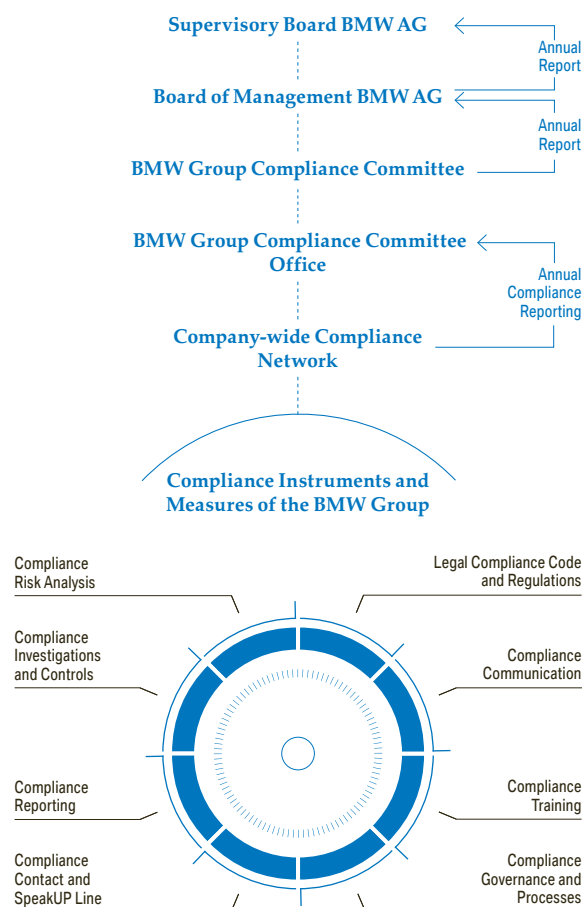 Supervisory Board BMW AG
Annual
Report
Board of Management BMW AG
Annual
Report
BMW Group Compliance Committee
BMW Group Compliance Committee
Office
Annual
Compliance
Reporting
Company-wide Compliance
Network
Compliance Instruments and
Measures of the BMW Group
Compliance
Risk Analysis
Legal Compliance Code
and Regulations
Compliance
Investigations
and Controls
Compliance
Communication
Compliance
Reporting
Compliance
Training
Compliance
Contact and
SpeakUP Line
Compliance
Governance and
Processes